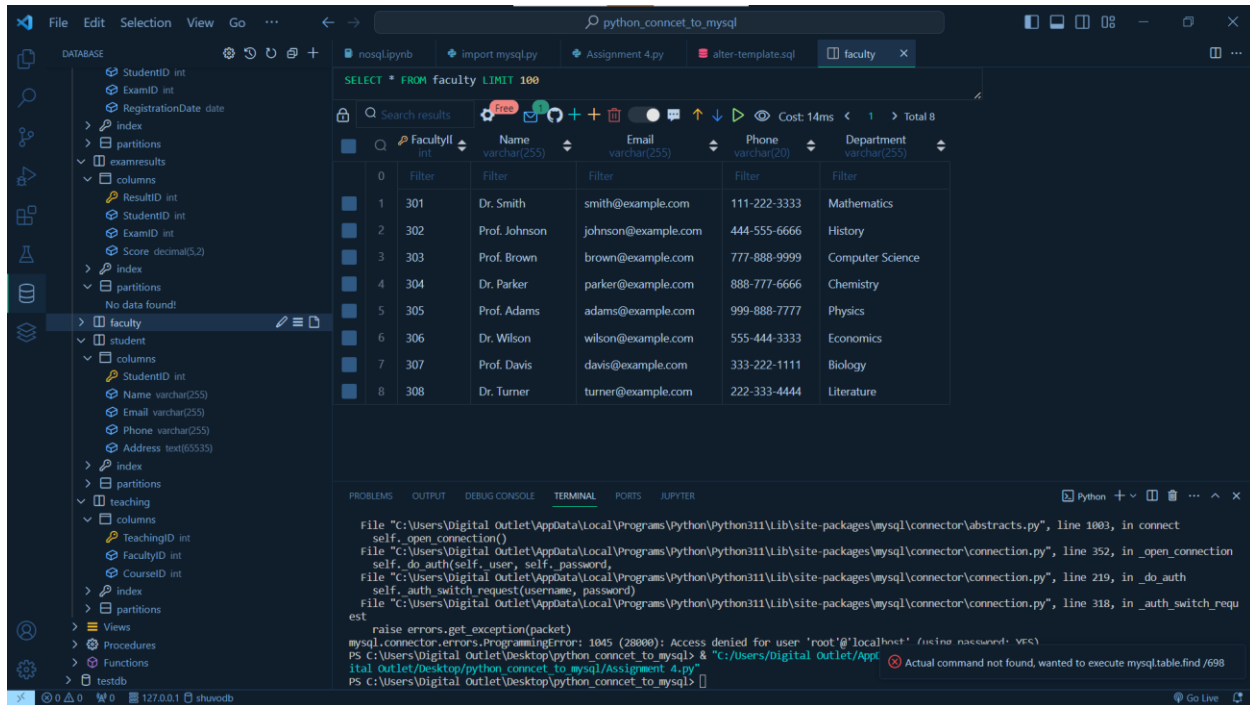 File Edit Selection View Go ··· python_conncet_to_mysql
DATABASE
StudentID int
ExamID int
RegistrationDate date
index
partitions
examresults
columns
ResultID int
StudentID int
ExamID int
Score decimal(5,2)
index
partitions
No data found!
faculty
student
columns
StudentID int
Name varchar(255)
Email varchar(255)
Phone varchar(255)
Address text(65535)
index
partitions
teaching
columns
TeachingID int
FacultyID int
CourseID int
index
partitions
Views
Procedures
Functions
testdb
nosql.ipynb import mysql.py Assignment 4.py alter-template.sql faculty
SELECT * FROM faculty LIMIT 100
Search results Free 1 Cost: 14ms < 1 > Total 8
FacultyII Name Email Phone Department
int varchar(255) varchar(255) varchar(20) varchar(255)
0 Filter Filter Filter Filter Filter
1 301 Dr. Smith smith@example.com 111-222-3333 Mathematics
2 302 Prof. Johnson johnson@example.com 444-555-6666 History
3 303 Prof. Brown brown@example.com 777-888-9999 Computer Science
4 304 Dr. Parker parker@example.com 888-777-6666 Chemistry
5 305 Prof. Adams adams@example.com 999-888-7777 Physics
6 306 Dr. Wilson wilson@example.com 555-444-3333 Economics
7 307 Prof. Davis davis@example.com 333-222-1111 Biology
8 308 Dr. Turner turner@example.com 222-333-4444 Literature
PROBLEMS OUTPUT DEBUG CONSOLE TERMINAL PORTS JUPYTER Python
File "C:\Users\Digital Outlet\AppData\Local\Programs\Python\Python311\Lib\site-packages\mysql\connector\abstracts.py", line 1003, in connect
self._open_connection()
File "C:\Users\Digital Outlet\AppData\Local\Programs\Python\Python311\Lib\site-packages\mysql\connector\connection.py", line 352, in _open_connection
self._do_auth(self._user, self._password,
File "C:\Users\Digital Outlet\AppData\Local\Programs\Python\Python311\Lib\site-packages\mysql\connector\connection.py", line 219, in _do_auth
self._auth_switch_request(username, password)
File "C:\Users\Digital Outlet\AppData\Local\Programs\Python\Python311\Lib\site-packages\mysql\connector\connection.py", line 318, in _auth_switch_requ
est
raise errors.get_exception(packet)
mysql.connector.errors.ProgrammingError: 1045 (28000): Access denied for user 'root'@'localhost' (using password: YES)
PS C:\Users\Digital Outlet\Desktop\python_conncet_to_mysql> & "C:/Users/Digital Outlet/App
ital Outlet/Desktop/python_conncet_to_mysql/Assignment 4.py"
PS C:\Users\Digital Outlet\Desktop\python_conncet_to_mysql>
Actual command not found, wanted to execute mysql.table.find /698
0 0 0 127.0.0.1 shuvodb Go Live